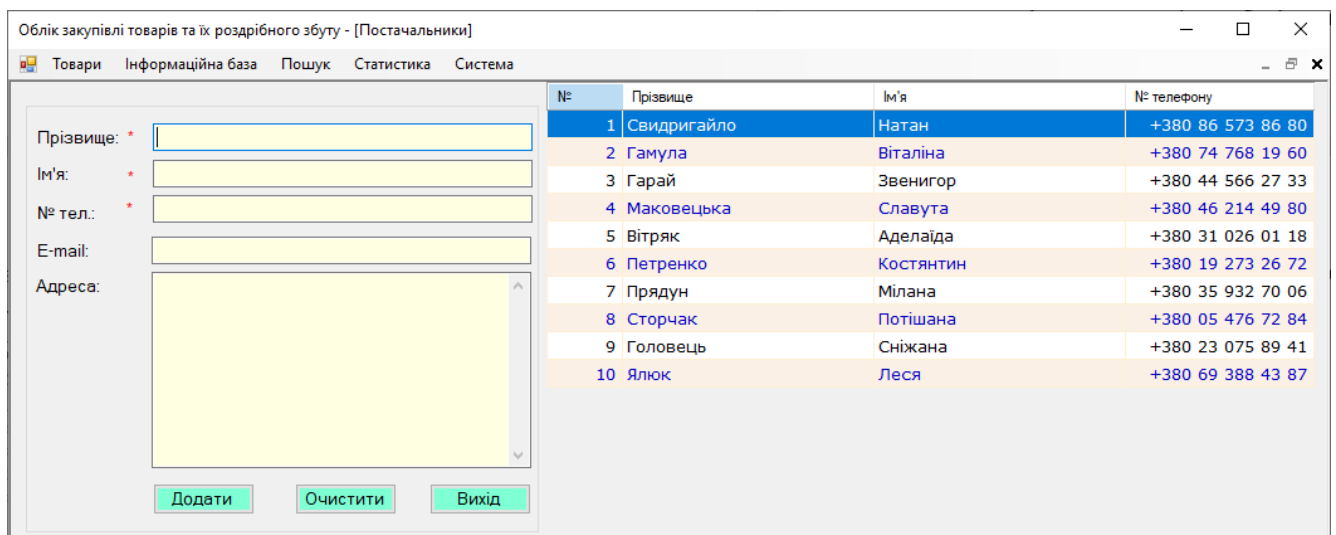 Облік закупівлі товарів та їх роздрібного збуту - [Постачальники]
Товари Інформаційна база Пошук Статистика Система
Прізвище: *
Ім'я: *
№ тел.: *
E-mail:
Адреса:
Додати Очистити Вихід
№ Прізвище Ім'я № телефону
1 Свидригайло Натан +380 86 573 86 80
2 Гамула Віталіна +380 74 768 19 60
3 Гарай Звенигор +380 44 566 27 33
4 Маковецька Славута +380 46 214 49 80
5 Вітряк Аделаїда +380 31 026 01 18
6 Петренко Костянтин +380 19 273 26 72
7 Прядун Мілана +380 35 932 70 06
8 Сторчак Потішана +380 05 476 72 84
9 Головець Сніжана +380 23 075 89 41
10 Ялюк Леся +380 69 388 43 87